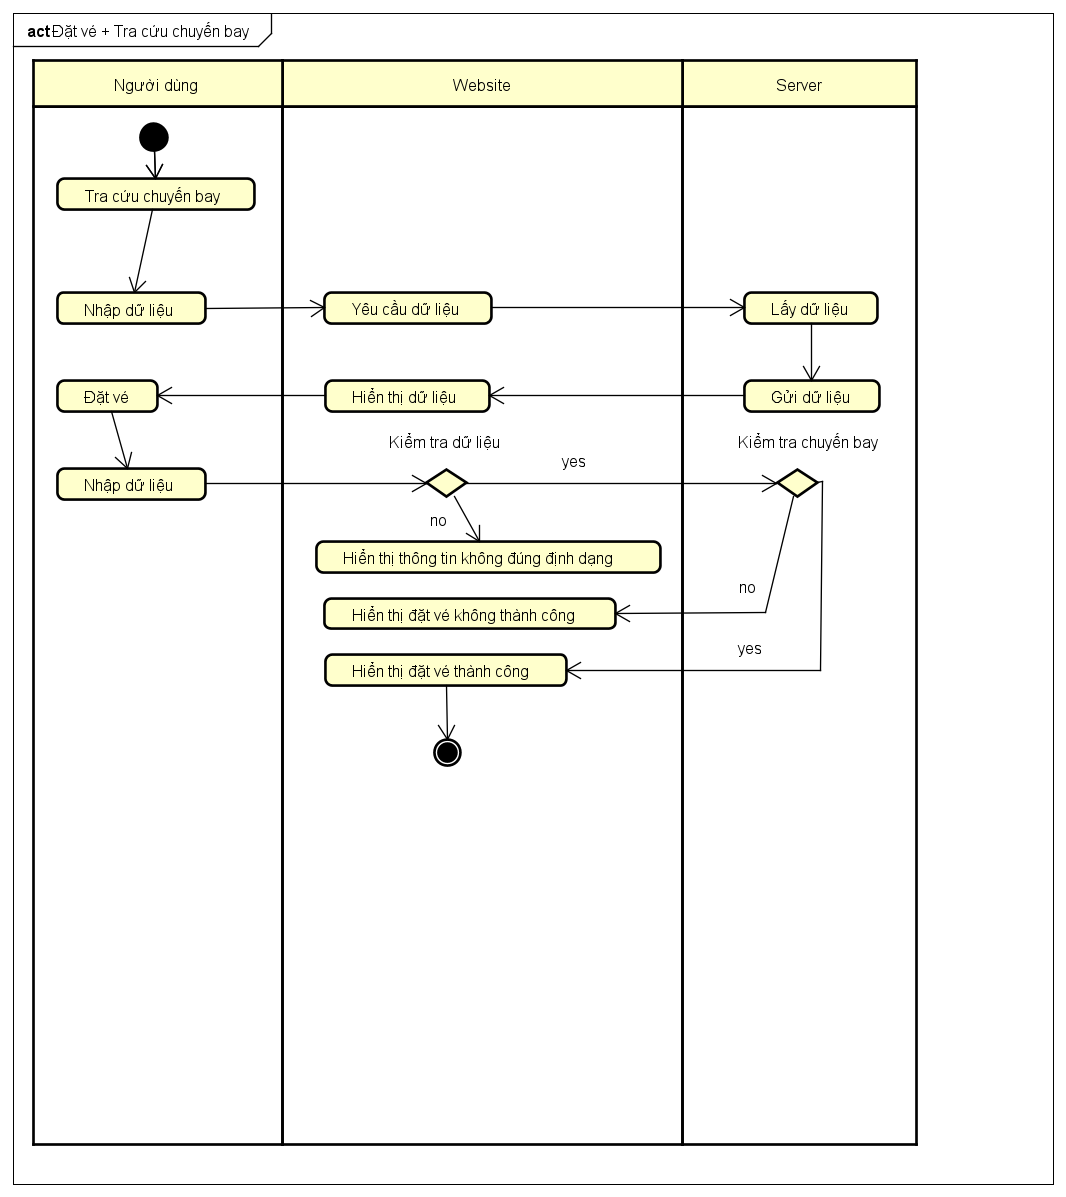 act Đặt vé + Tra cứu chuyến bay
Người dùng
Website
Server
Tra cứu chuyến bay
Nhập dữ liệu
Yêu cầu dữ liệu
Lấy dữ liệu
Đặt vé
Hiển thị dữ liệu
Gửi dữ liệu
Kiểm tra dữ liệu
Kiểm tra chuyến bay
yes
Nhập dữ liệu
no
Hiển thị thông tin không đúng định dạng
no
Hiển thị đặt vé không thành công
yes
Hiển thị đặt vé thành công